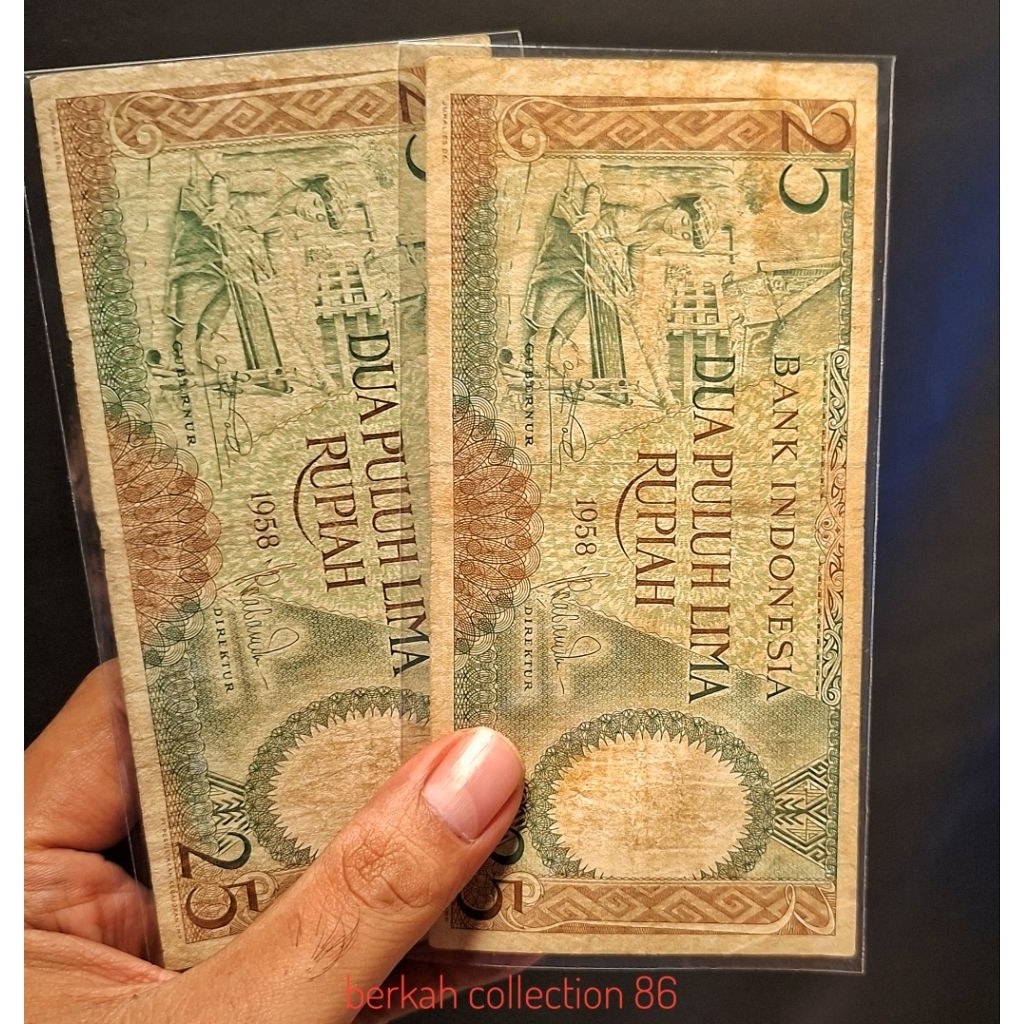 25
BANK INDONESIA
DUA PULUH LIMA
RUPIAH
1958
GUBERNUR
DIREKTUR
25
25
DUA PULUH LIMA
RUPIAH
1958
GUBERNUR
DIREKTUR
25
berkah collection 86